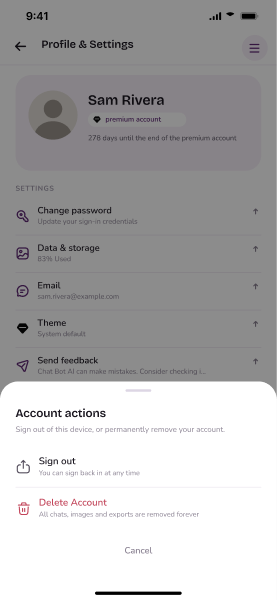 9:41
Profile & Settings
Sam Rivera
premium account
278 days until the end of the premium account
SETTINGS
Change password
Update your sign-in credentials
Data & storage
83% Used
Email
sam.rivera@example.com
Theme
System default
Send feedback
Chat Bot AI can make mistakes. Consider checking i...
Account actions
Sign out of this device, or permanently remove your account.
Sign out
You can sign back in at any time
Delete Account
All chats, images and exports are removed forever
Cancel